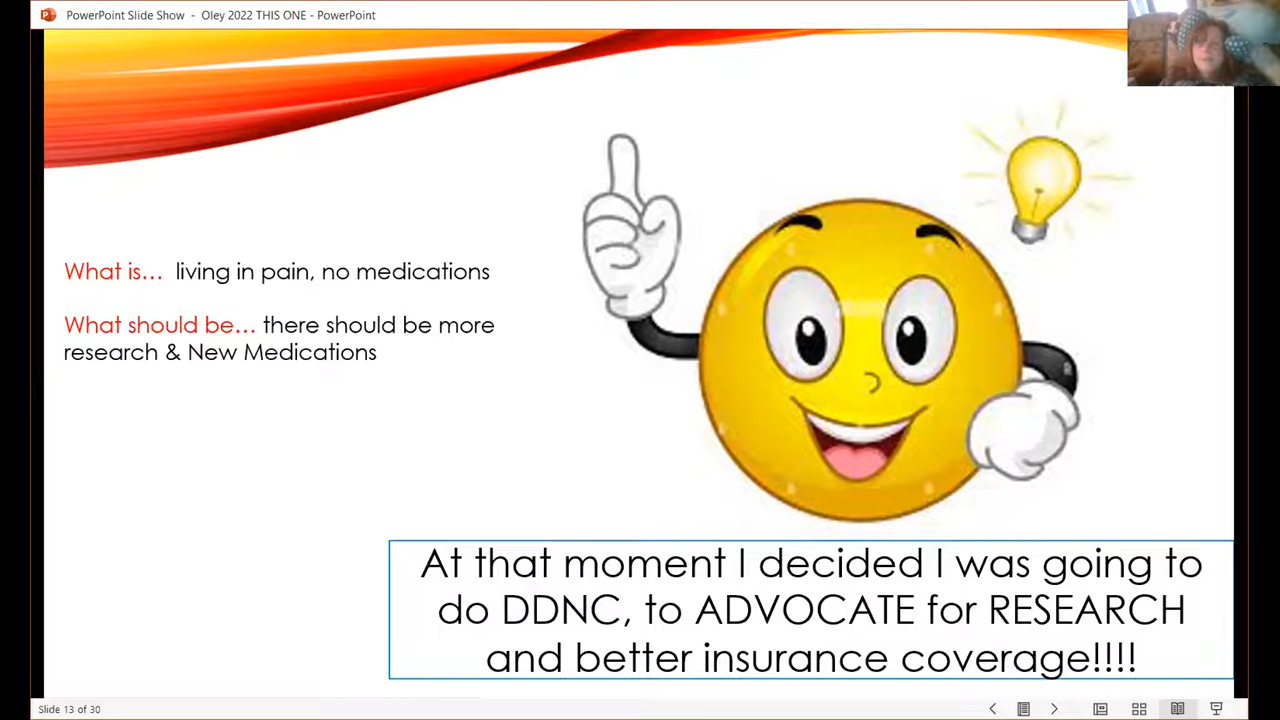 PowerPoint Slide Show - Oley 2022 THIS ONE - PowerPoint
What is... living in pain, no medications
What should be... there should be more
research & New Medications
At that moment I decided I was going to
do DDNC, to ADVOCATE for RESEARCH
and better insurance coverage!!!!
Slide 13 of 30